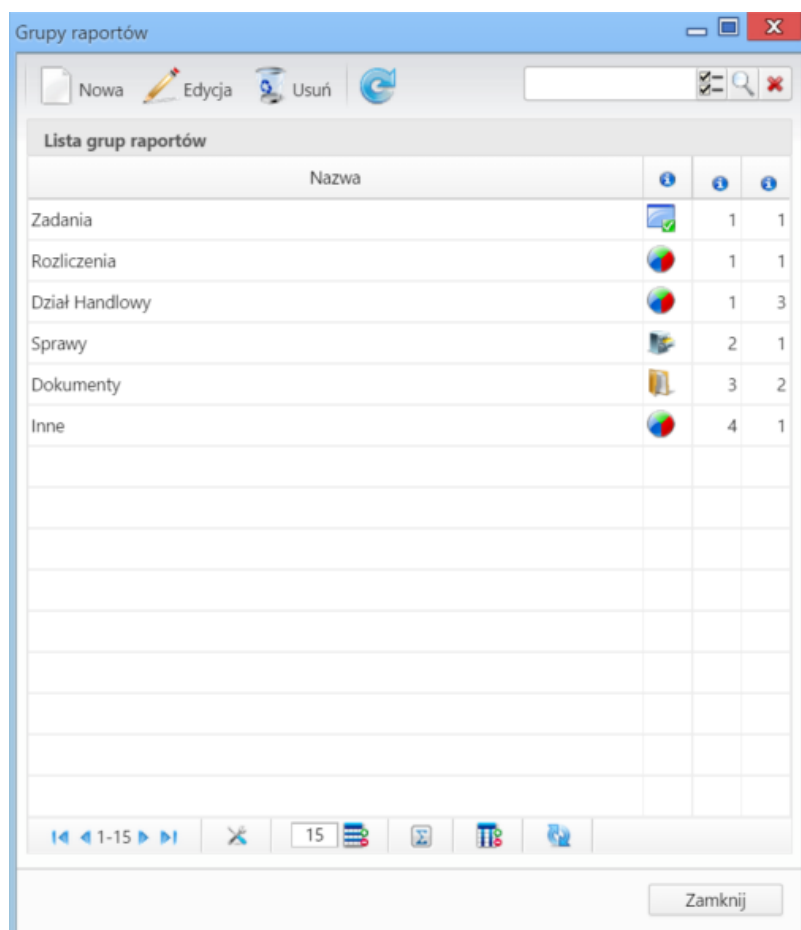 Grupy raportów
Nowa Edycja Usuń
Lista grup raportów
Nazwa
Zadania 1 1
Rozliczenia 1 1
Dział Handlowy 1 3
Sprawy 2 1
Dokumenty 3 2
Inne 4 1
1-15 15 Σ
Zamknij